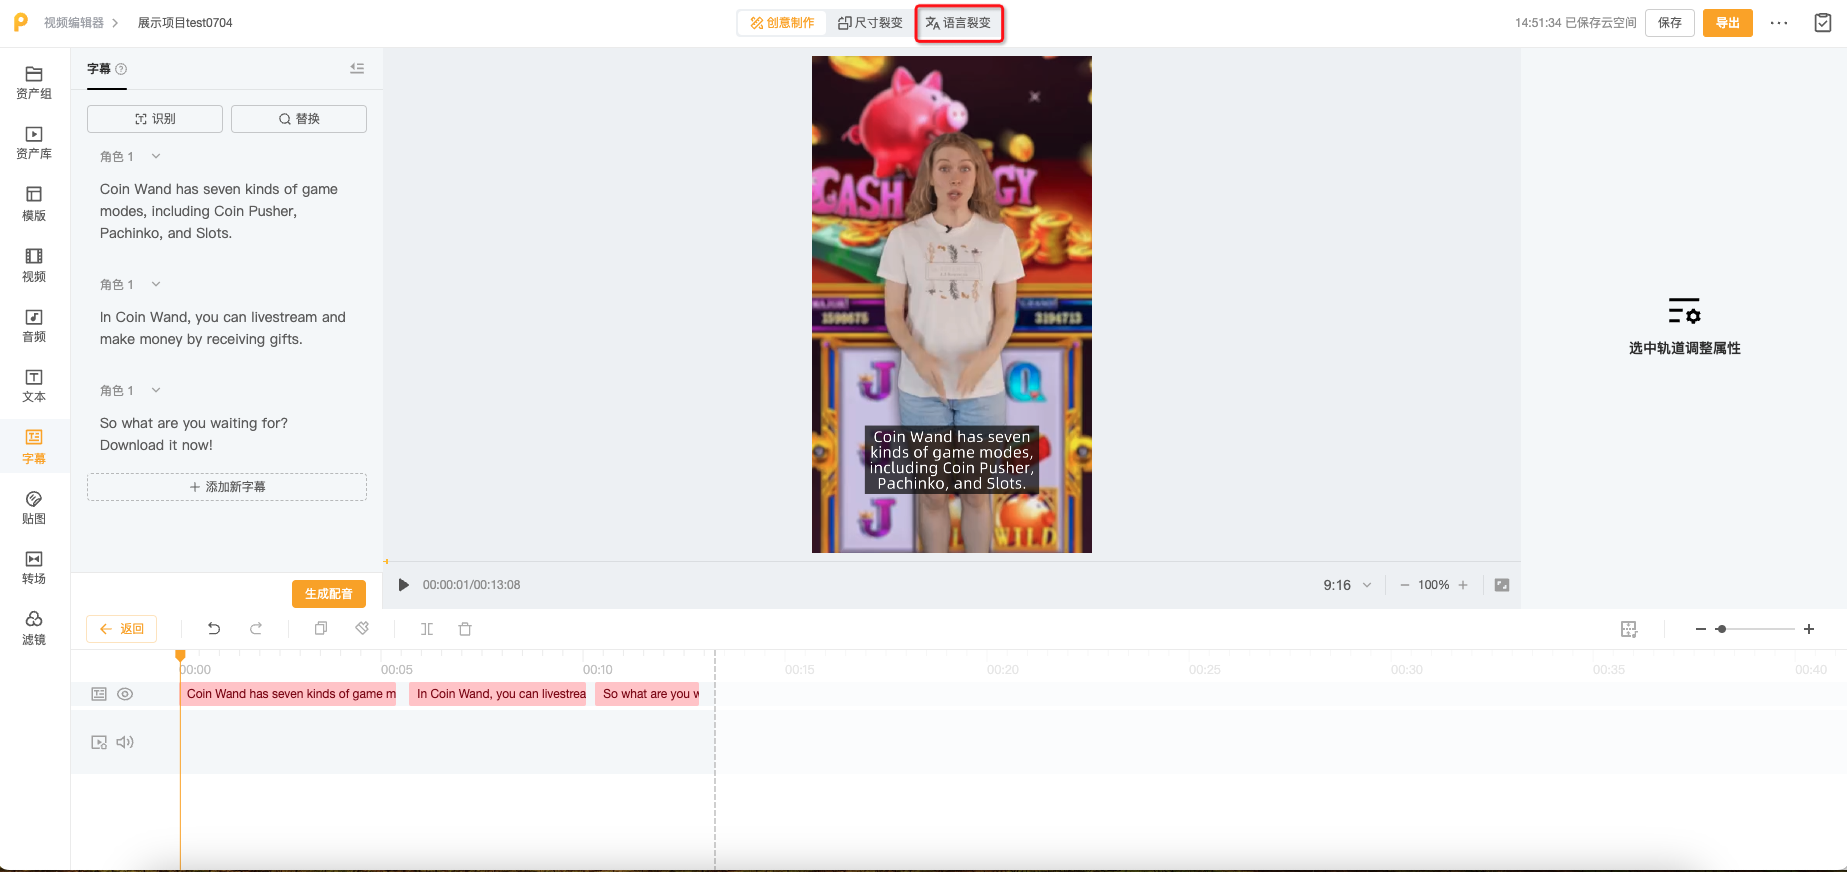 视频编辑器
展示项目test0704
创意制作
尺寸裂变
语言裂变
14:51:34 已保存云空间
保存
导出
资产组
资产库
模版
视频
音频
文本
字幕
贴图
转场
滤镜
字幕
识别
替换
角色 1
Coin Wand has seven kinds of game
modes, including Coin Pusher,
Pachinko, and Slots.
角色 1
In Coin Wand, you can livestream and
make money by receiving gifts.
角色 1
So what are you waiting for?
Download it now!
+ 添加新字幕
生成配音
CASH
GY
MAJOR
1596675
GRAND
3194713
J
Q
Coin Wand has seven
kinds of game modes,
including Coin Pusher,
Pachinko, and Slots.
J
WILD
选中轨道调整属性
00:00:01/00:13:08
9:16
100%
返回
00:00
00:05
00:10
00:15
00:20
00:25
00:30
00:35
00:40
Coin Wand has seven kinds of game m
In Coin Wand, you can livestrea
So what are you w